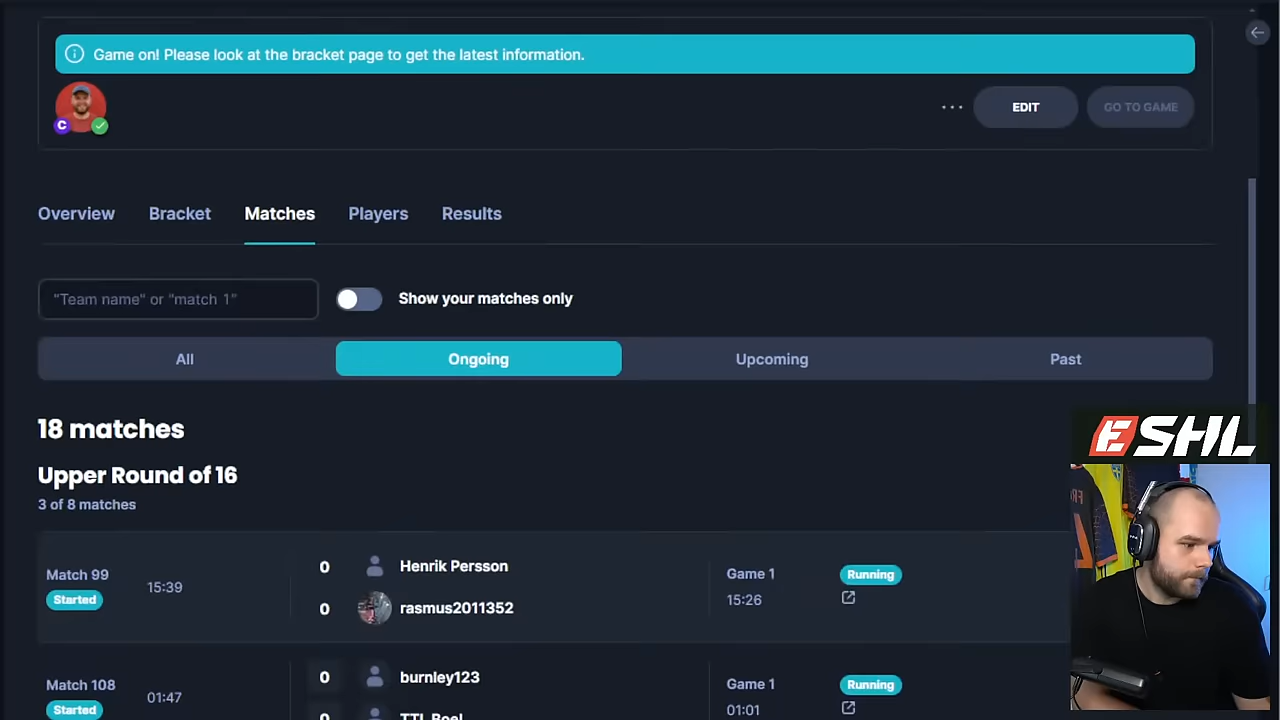 Game on! Please look at the bracket page to get the latest information.
C
EDIT
GO TO GAME
Overview
Bracket
Matches
Players
Results
"Team name" or "match 1"
Show your matches only
All
Ongoing
Upcoming
Past
18 matches
Upper Round of 16
3 of 8 matches
ESHL
Match 99
Started
15:39
0
Henrik Persson
0
rasmus2011352
Game 1
15:26
Running
Match 108
Started
01:47
0
burnley123
0
TTL Boel
Game 1
01:01
Running